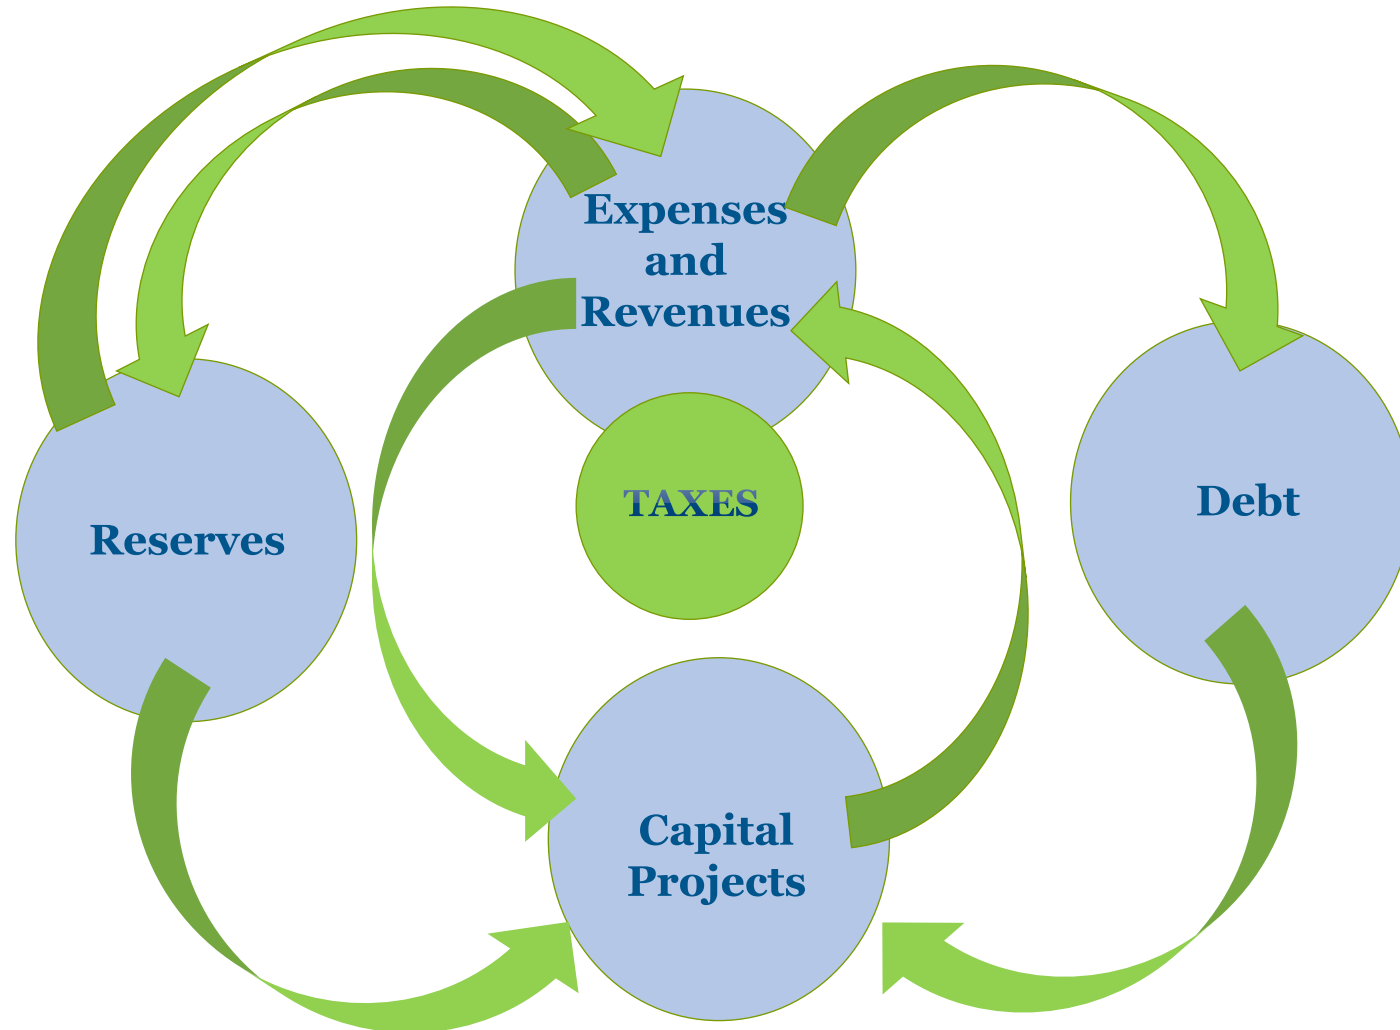 Expenses
and
Revenues
TAXES
Debt
Reserves
Capital
Projects